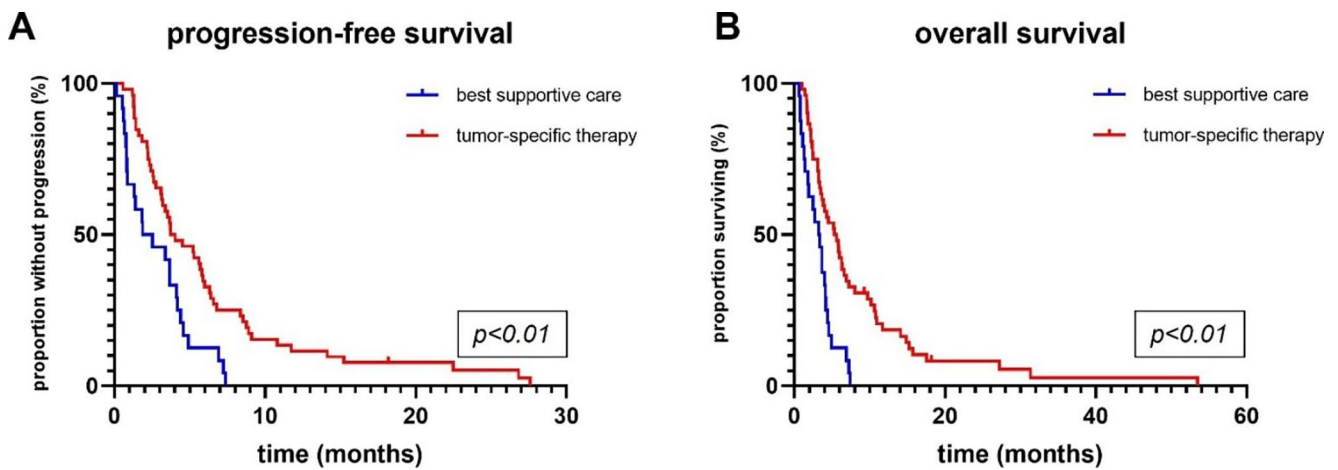 A
progression-free survival
proportion without progression (%)
100
50
0
best supportive care
tumor-specific therapy
p<0.01
0
10
20
30
time (months)
B
overall survival
proportion surviving (%)
100
50
0
best supportive care
tumor-specific therapy
p<0.01
0
20
40
60
time (months)